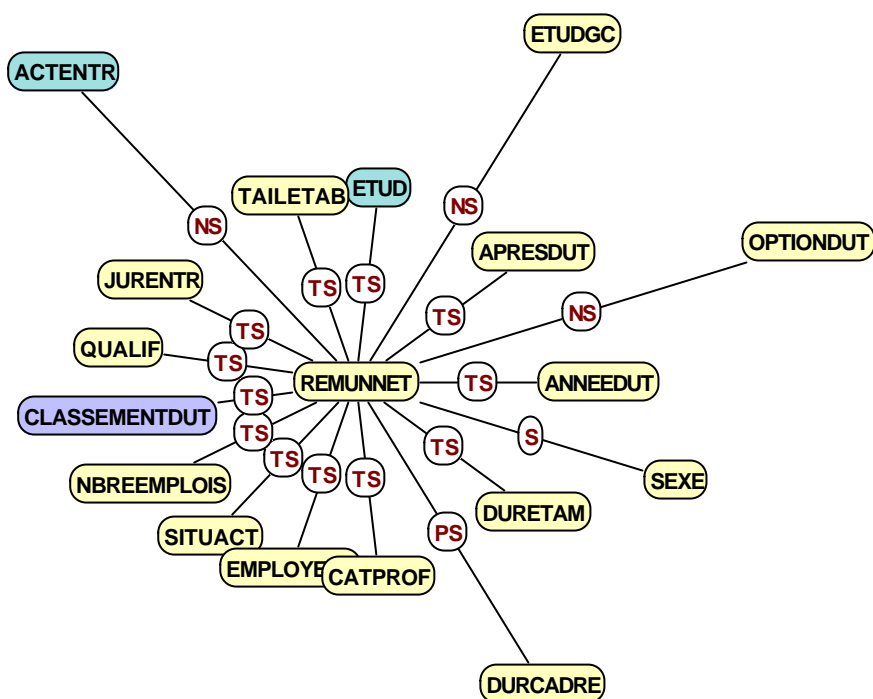 ETUDGC
ACTENTR
TAILETAB
ETUD
NS
NS
APRESDUT
OPTIONDUT
JURENTR
TS
TS
TS
NS
TS
QUALIF
TS
REMUNNET
TS
ANNEEDUT
CLASSEMENTDUT
TS
TS
S
NBREEMPLOIS
TS
TS
TS
TS
SEXE
SITUACT
DURETAM
PS
EMPLOYE
CATPROF
DURCADRE